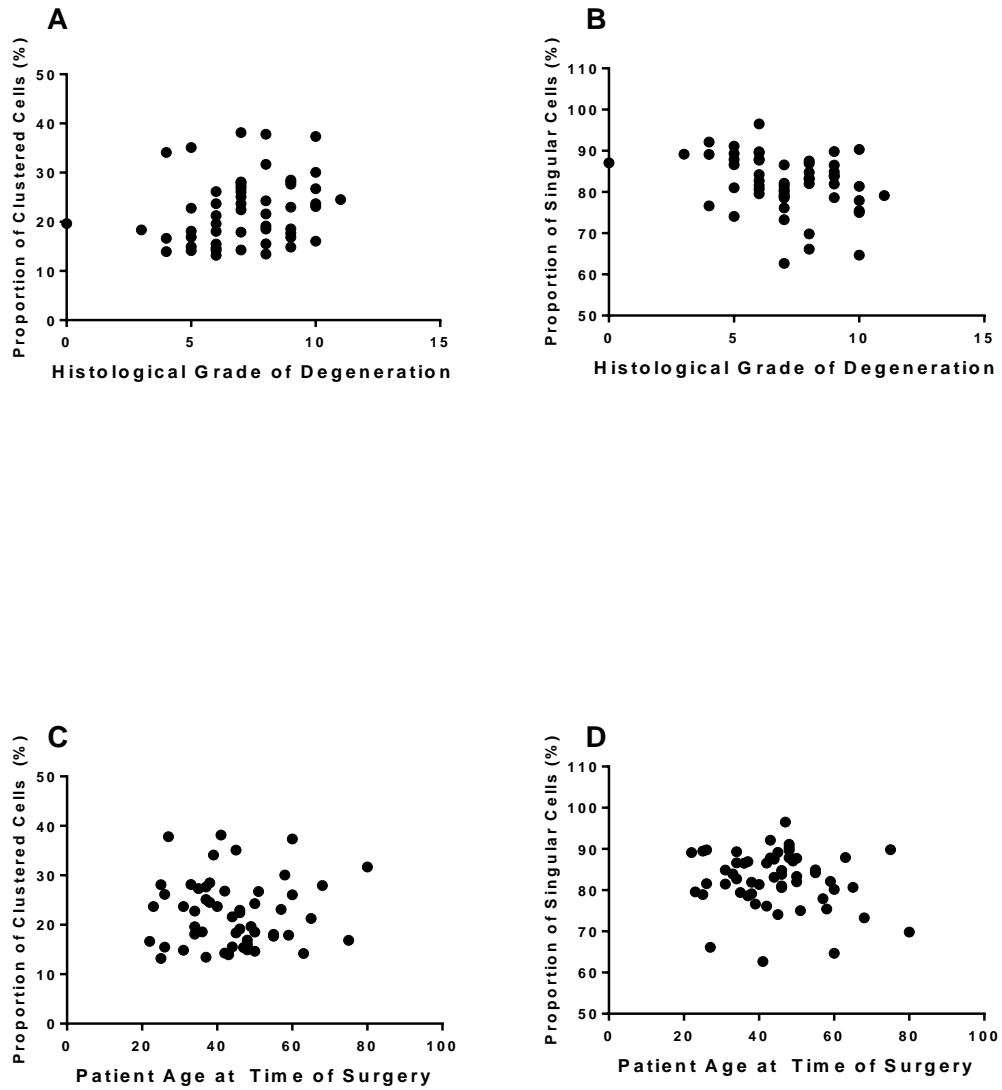 A
Proportion of Clustered Cells (%)
50
40
30
20
10
0
0 5 10 15
Histological Grade of Degeneration
B
Proportion of Singular Cells (%)
110
100
90
80
70
60
50
0 5 10 15
Histological Grade of Degeneration
C
Proportion of Clustered Cells (%)
50
40
30
20
10
0
0 20 40 60 80 100
Patient Age at Time of Surgery
D
Proportion of Singular Cells (%)
110
100
90
80
70
60
50
0 20 40 60 80 100
Patient Age at Time of Surgery